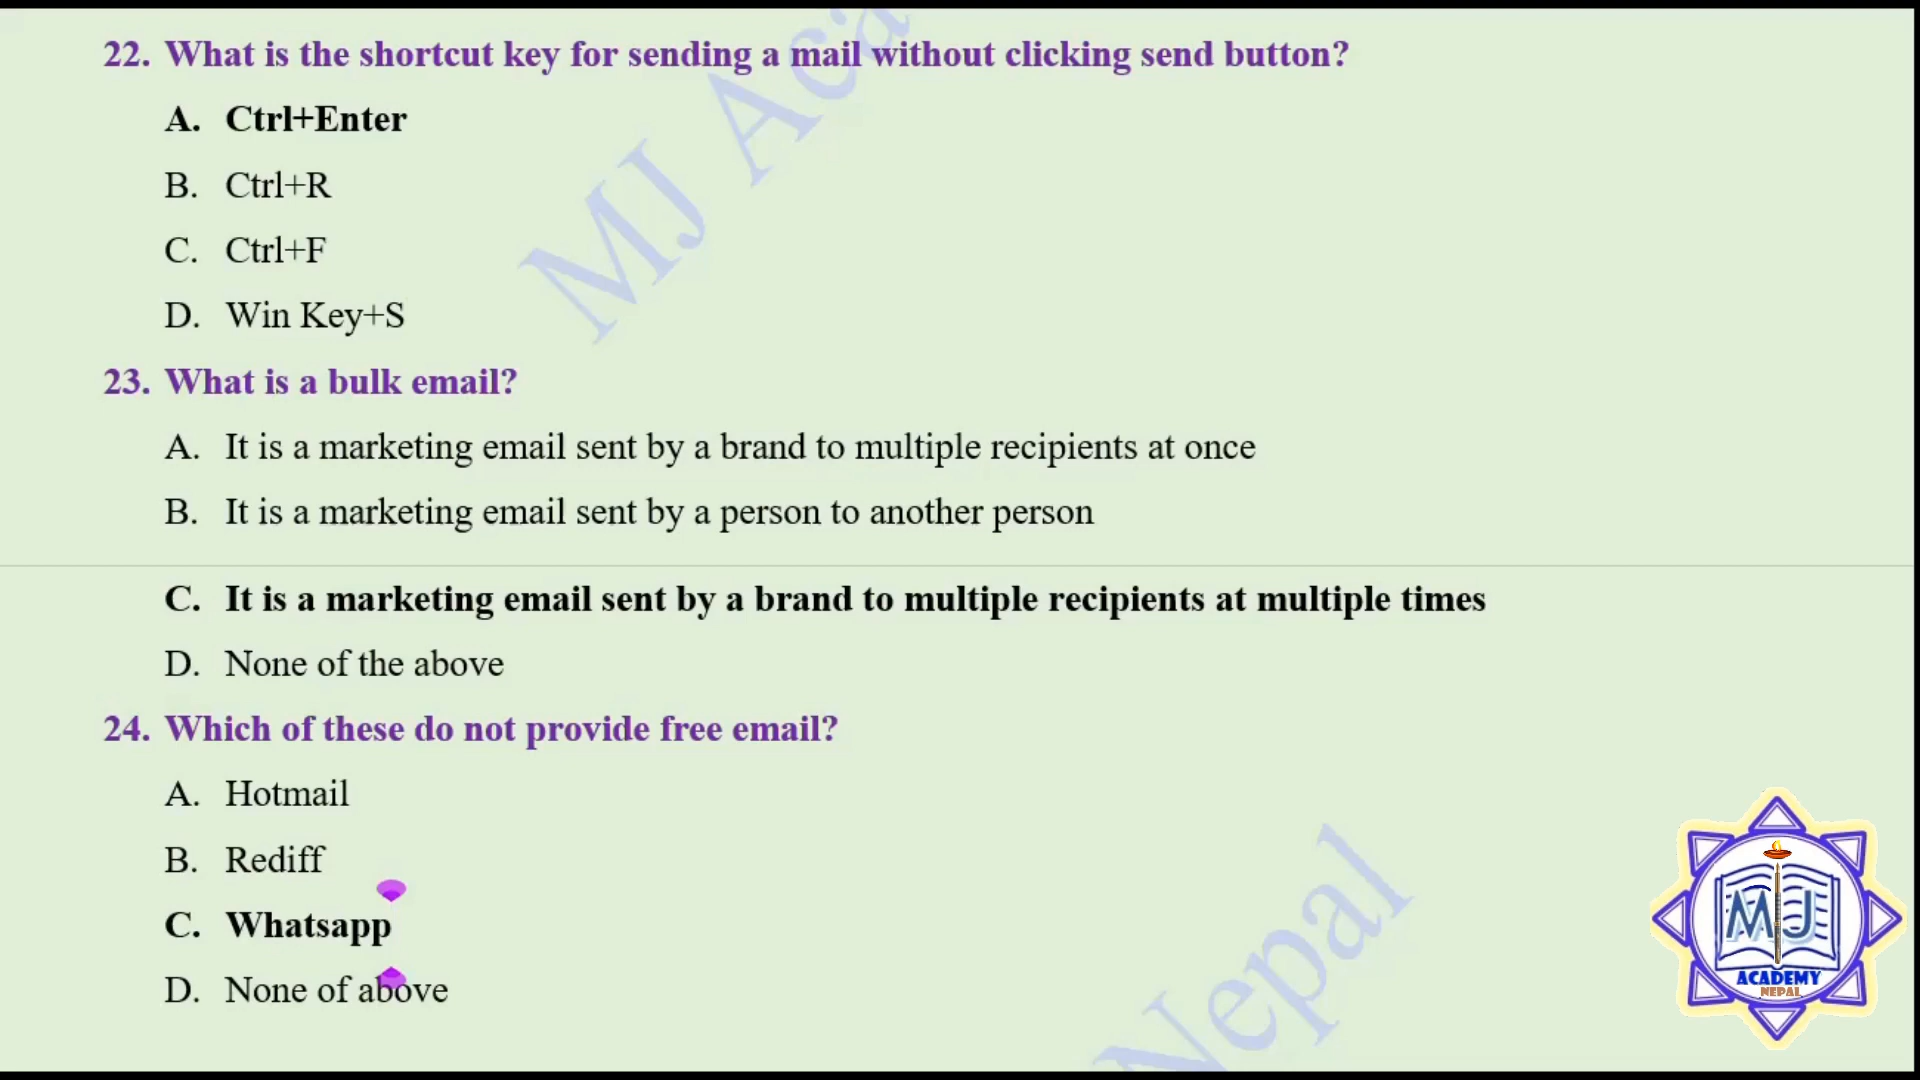 22. What is the shortcut key for sending a mail without clicking send button?
A. Ctrl+Enter
B. Ctrl+R
C. Ctrl+F
D. Win Key+S
23. What is a bulk email?
A. It is a marketing email sent by a brand to multiple recipients at once
B. It is a marketing email sent by a person to another person
C. It is a marketing email sent by a brand to multiple recipients at multiple times
D. None of the above
24. Which of these do not provide free email?
A. Hotmail
B. Rediff
C. Whatsapp
D. None of above
MJ Aca
Nepal
MJ
ACADEMY
NEPAL